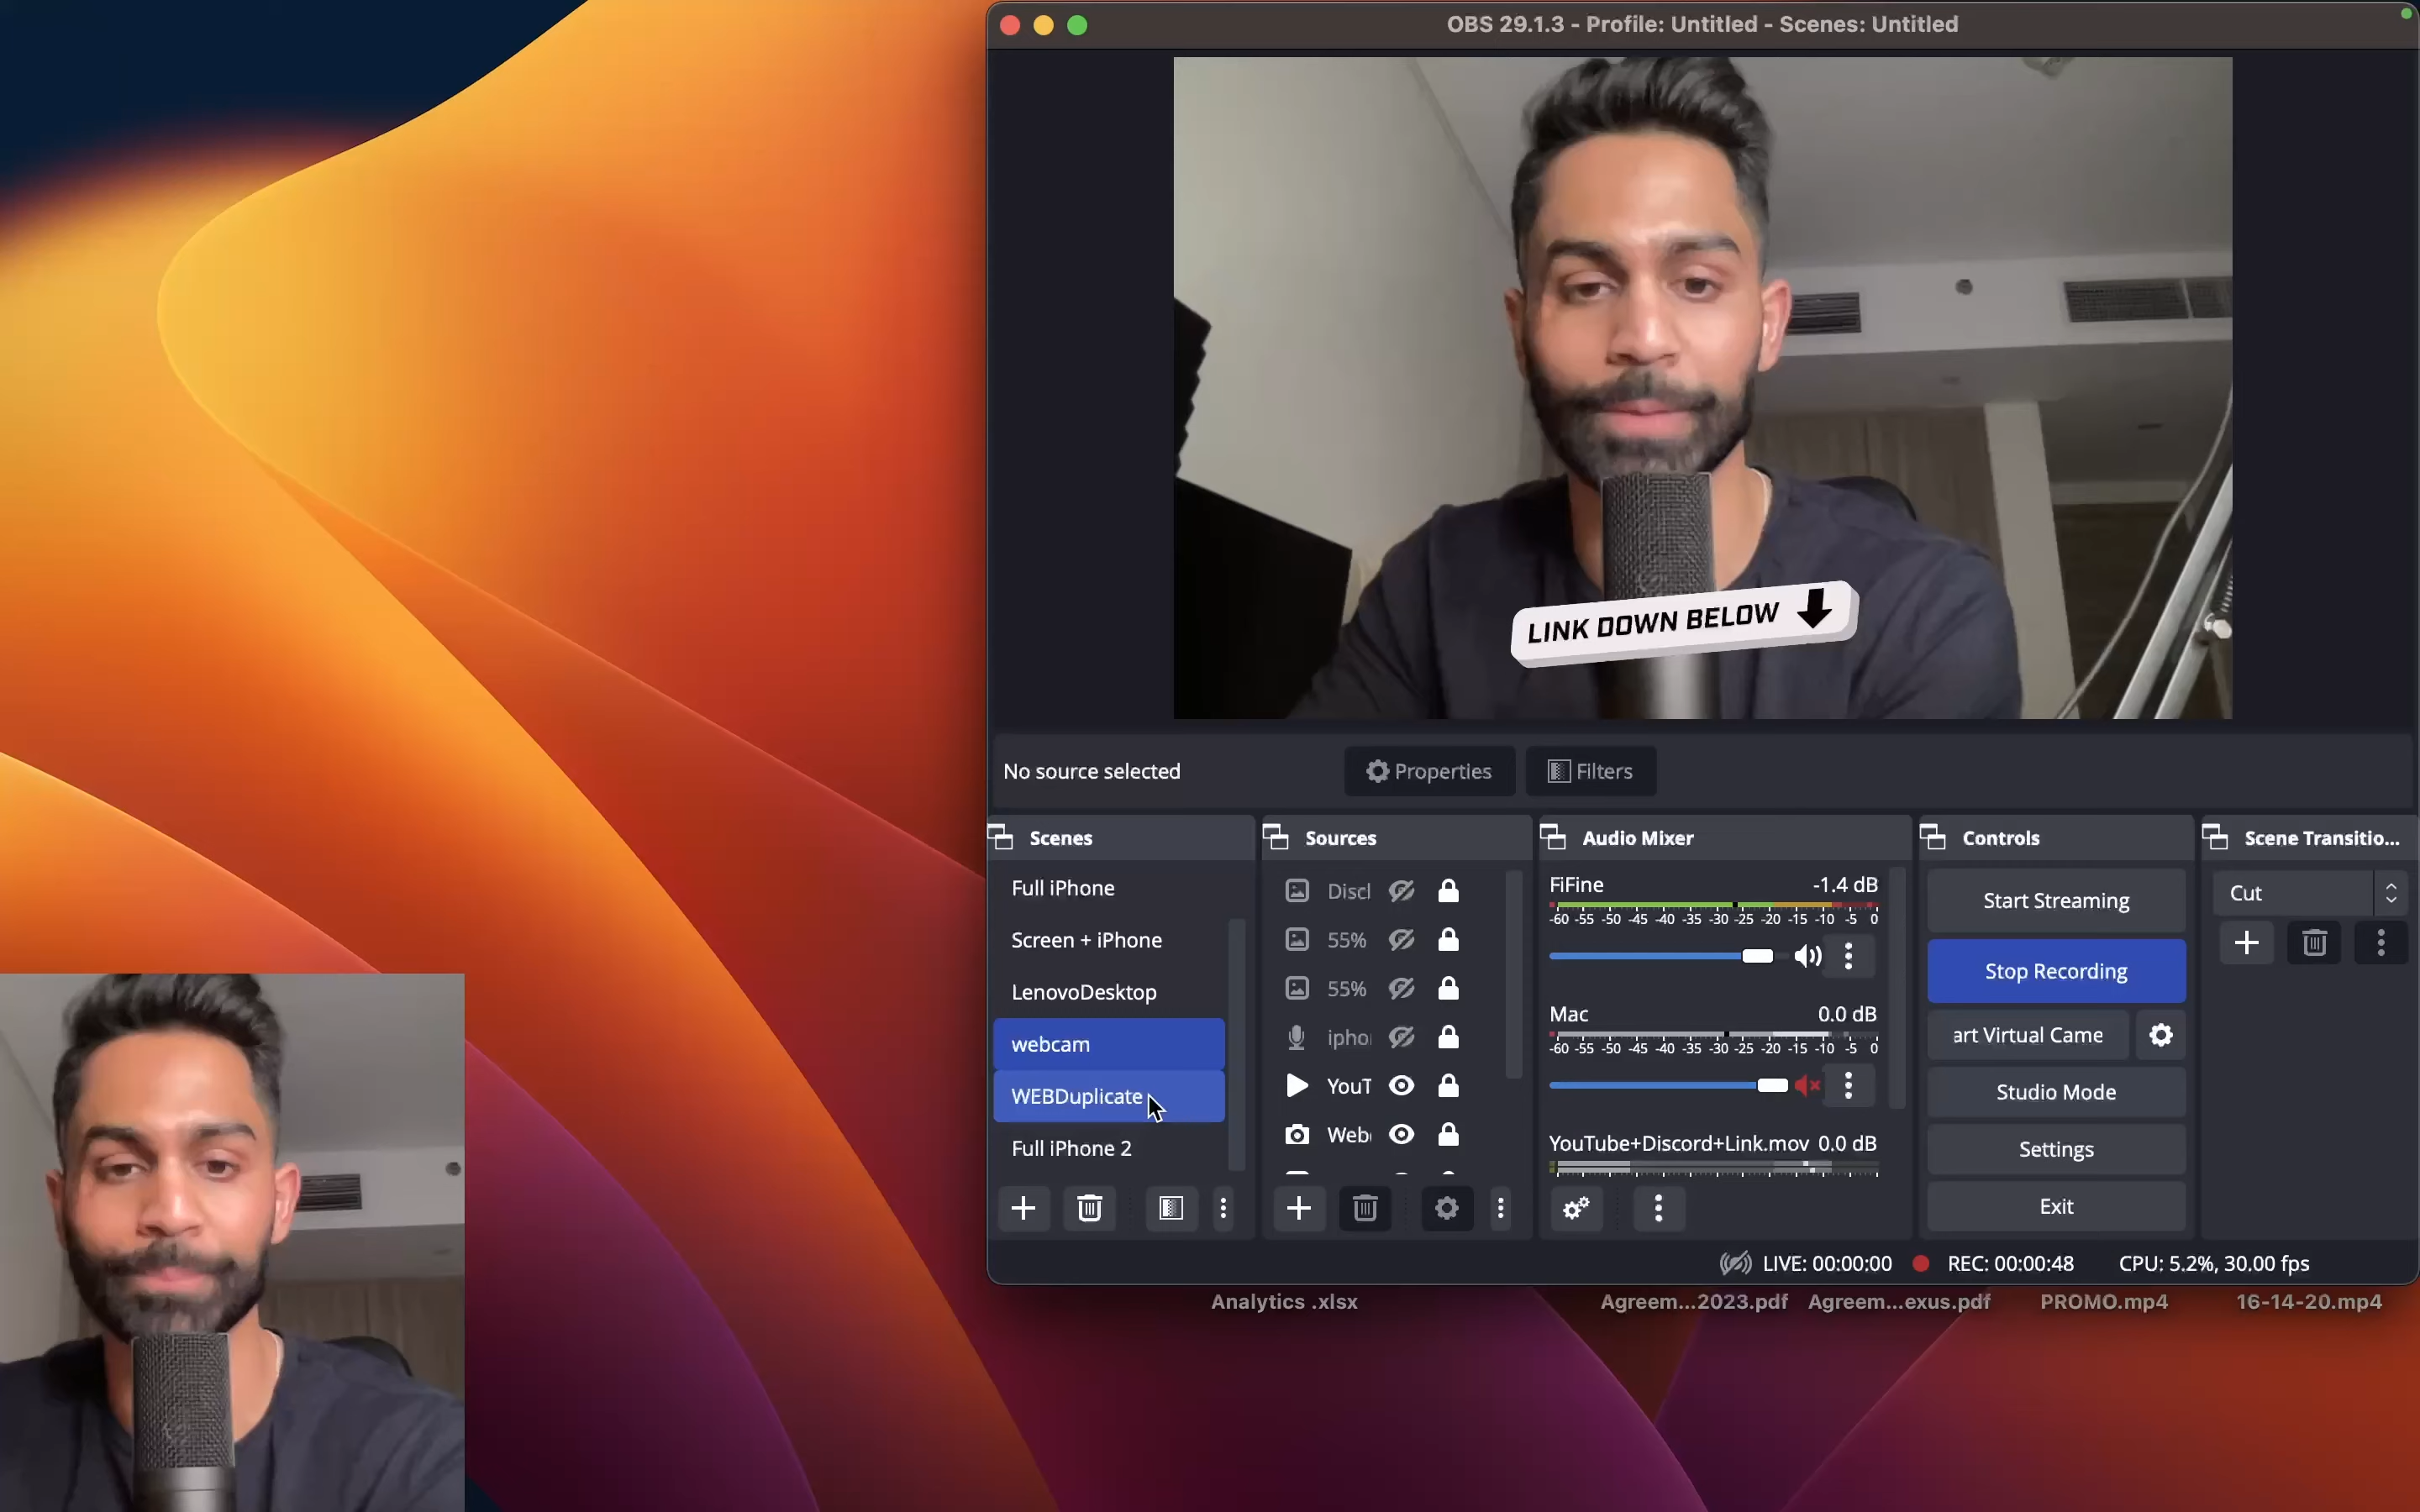 OBS 29.1.3 - Profile: Untitled - Scenes: Untitled
LINK DOWN BELOW
No source selected
Properties
Filters
Scenes
Full iPhone
Screen + iPhone
LenovoDesktop
webcam
WEBDuplicate
Full iPhone 2
Sources
Discl
55%
55%
ipho
YouT
Web
Audio Mixer
FiFine -1.4 dB
-60 -55 -50 -45 -40 -35 -30 -25 -20 -15 -10 -5 0
Mac 0.0 dB
-60 -55 -50 -45 -40 -35 -30 -25 -20 -15 -10 -5 0
YouTube+Discord+Link.mov 0.0 dB
Controls
Start Streaming
Stop Recording
art Virtual Came
Studio Mode
Settings
Exit
Scene Transitio...
Cut
LIVE: 00:00:00 REC: 00:00:48 CPU: 5.2%, 30.00 fps
Analytics .xlsx Agreem...2023.pdf Agreem...exus.pdf PROMO.mp4 16-14-20.mp4